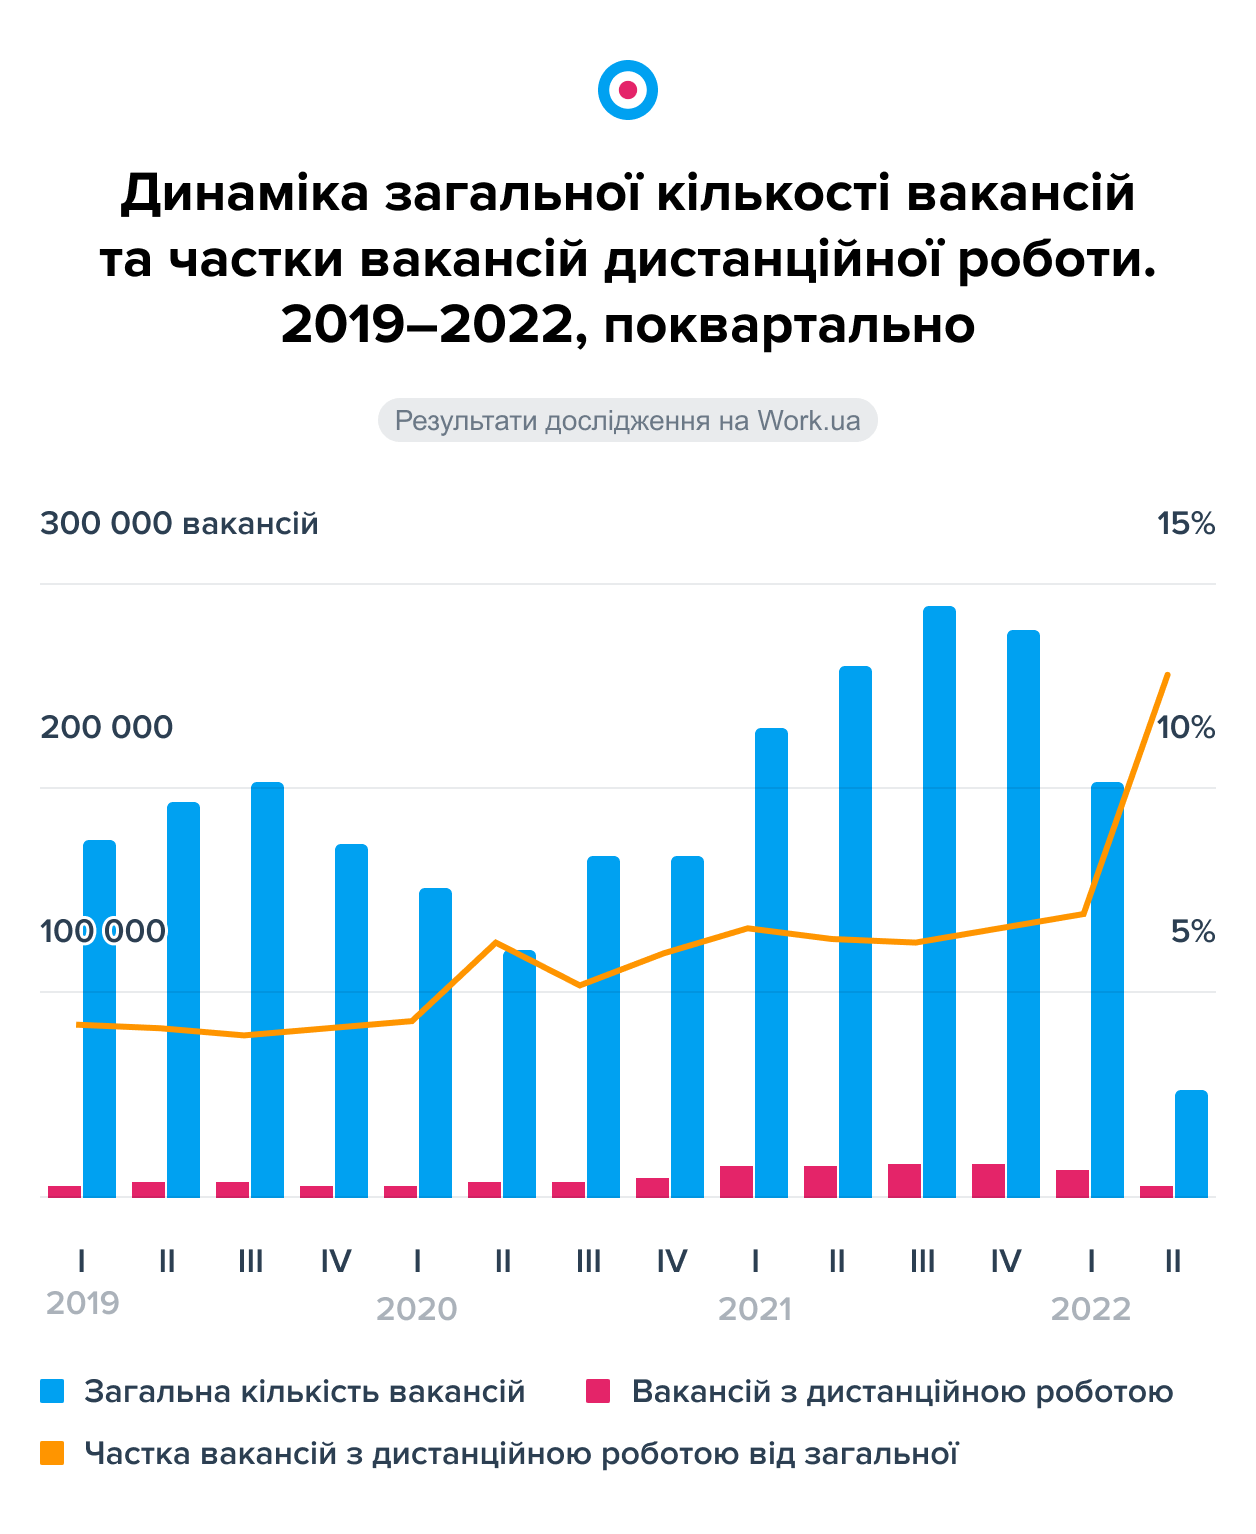 Динаміка загальної кількості вакансій
та частки вакансій дистанційної роботи.
2019–2022, поквартально
Результати дослідження на Work.ua
300 000 вакансій 15%
200 000 10%
100 000 5%
I II III IV I II III IV I II III IV I II
2019 2020 2021 2022
Загальна кількість вакансій Вакансій з дистанційною роботою
Частка вакансій з дистанційною роботою від загальної